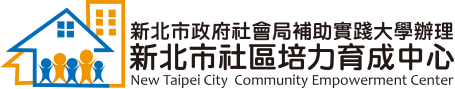 新北市政府社會局補助實踐大學辦理
新北市社區培力育成中心
New Taipei City Community Empowerment Center